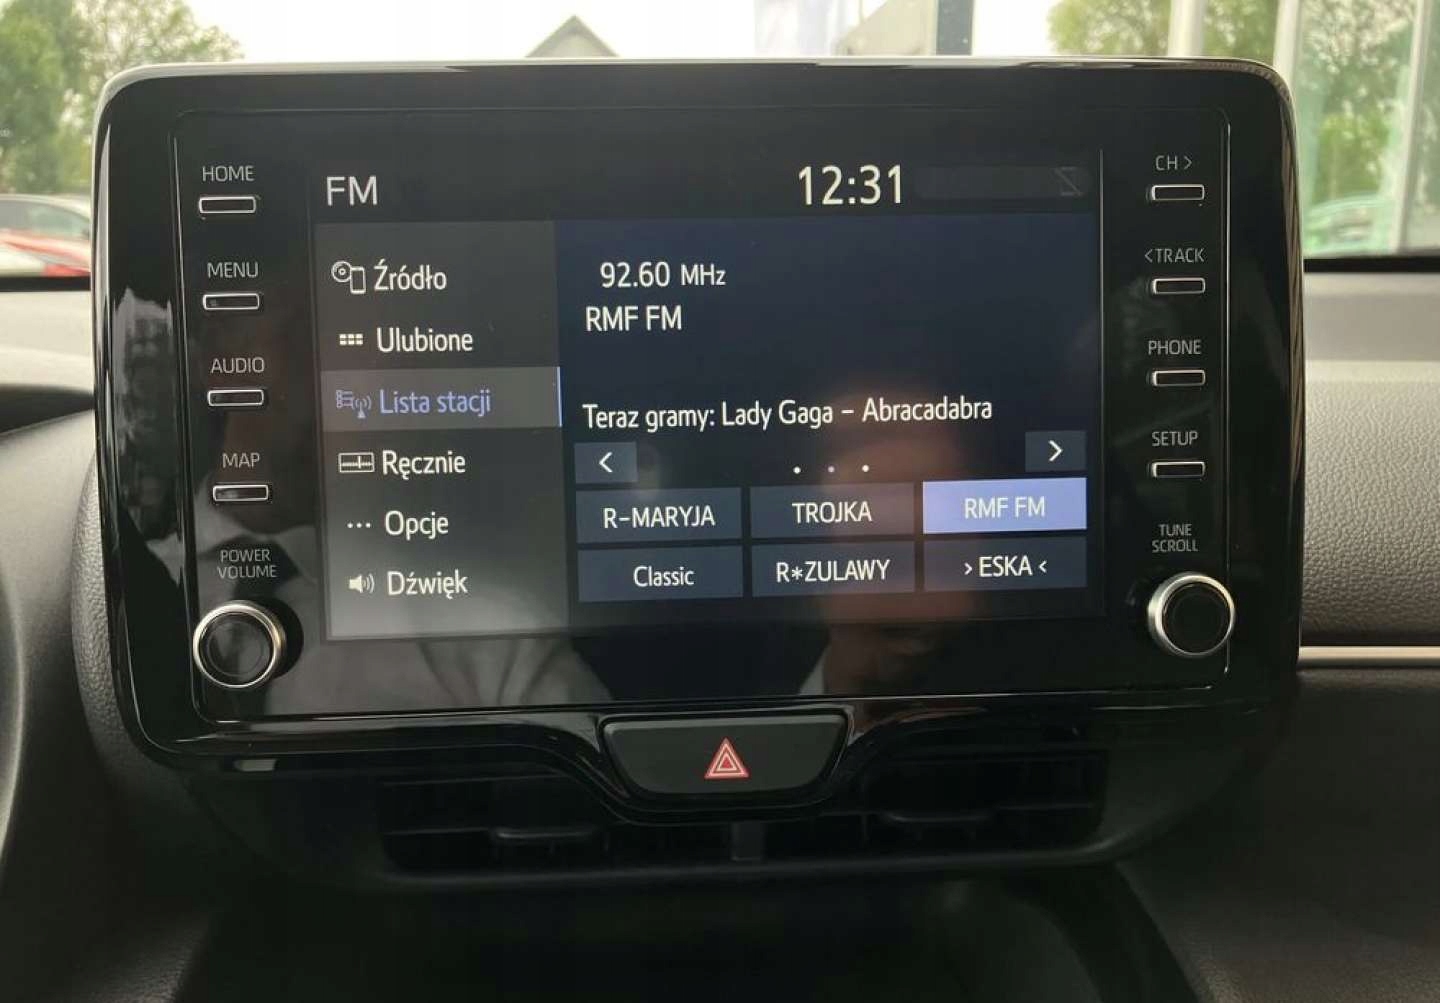 HOME
MENU
AUDIO
MAP
POWER
VOLUME
FM
12:31
Źródło
Ulubione
Lista stacji
Ręcznie
Opcje
Dźwięk
92.60 MHz
RMF FM
Teraz gramy: Lady Gaga – Abracadabra
< >
R-MARYJA TROJKA RMF FM
Classic R*ZULAWY > ESKA <
CH >
< TRACK
PHONE
SETUP
TUNE
SCROLL